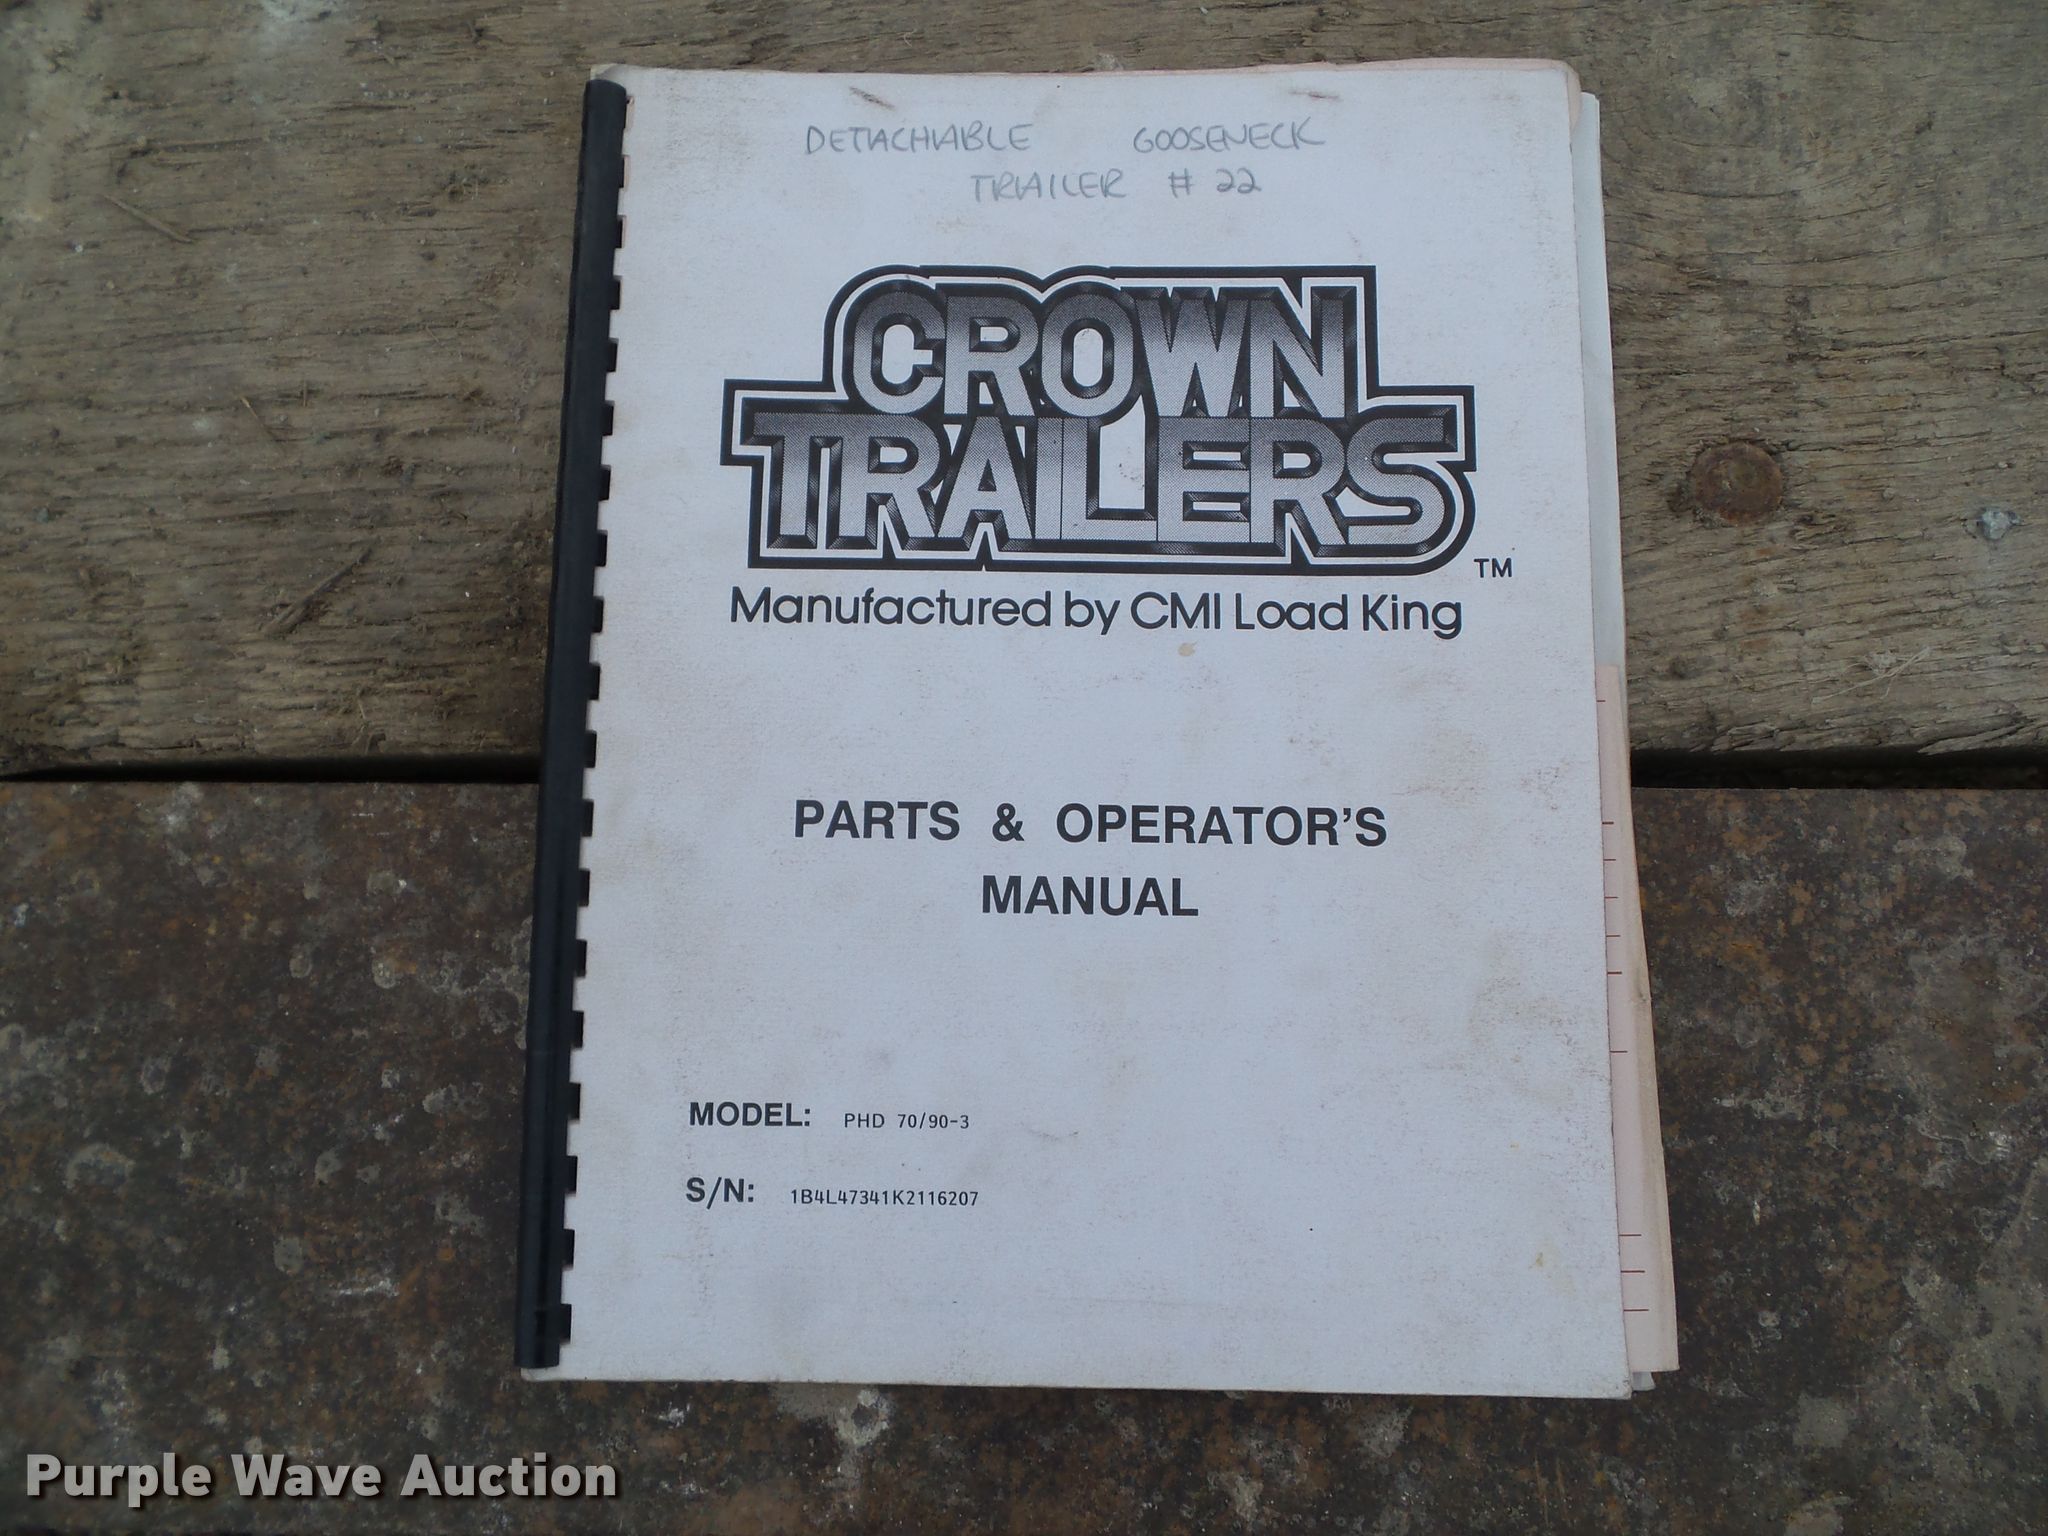 DETACHABLE GOOSENECK
TRAILER # 22
CROWN
TRAILERS
TM
Manufactured by CMI Load King
PARTS & OPERATOR'S
MANUAL
MODEL: PHD 70/90-3
S/N: 1B4L47341K2116207
Purple Wave Auction